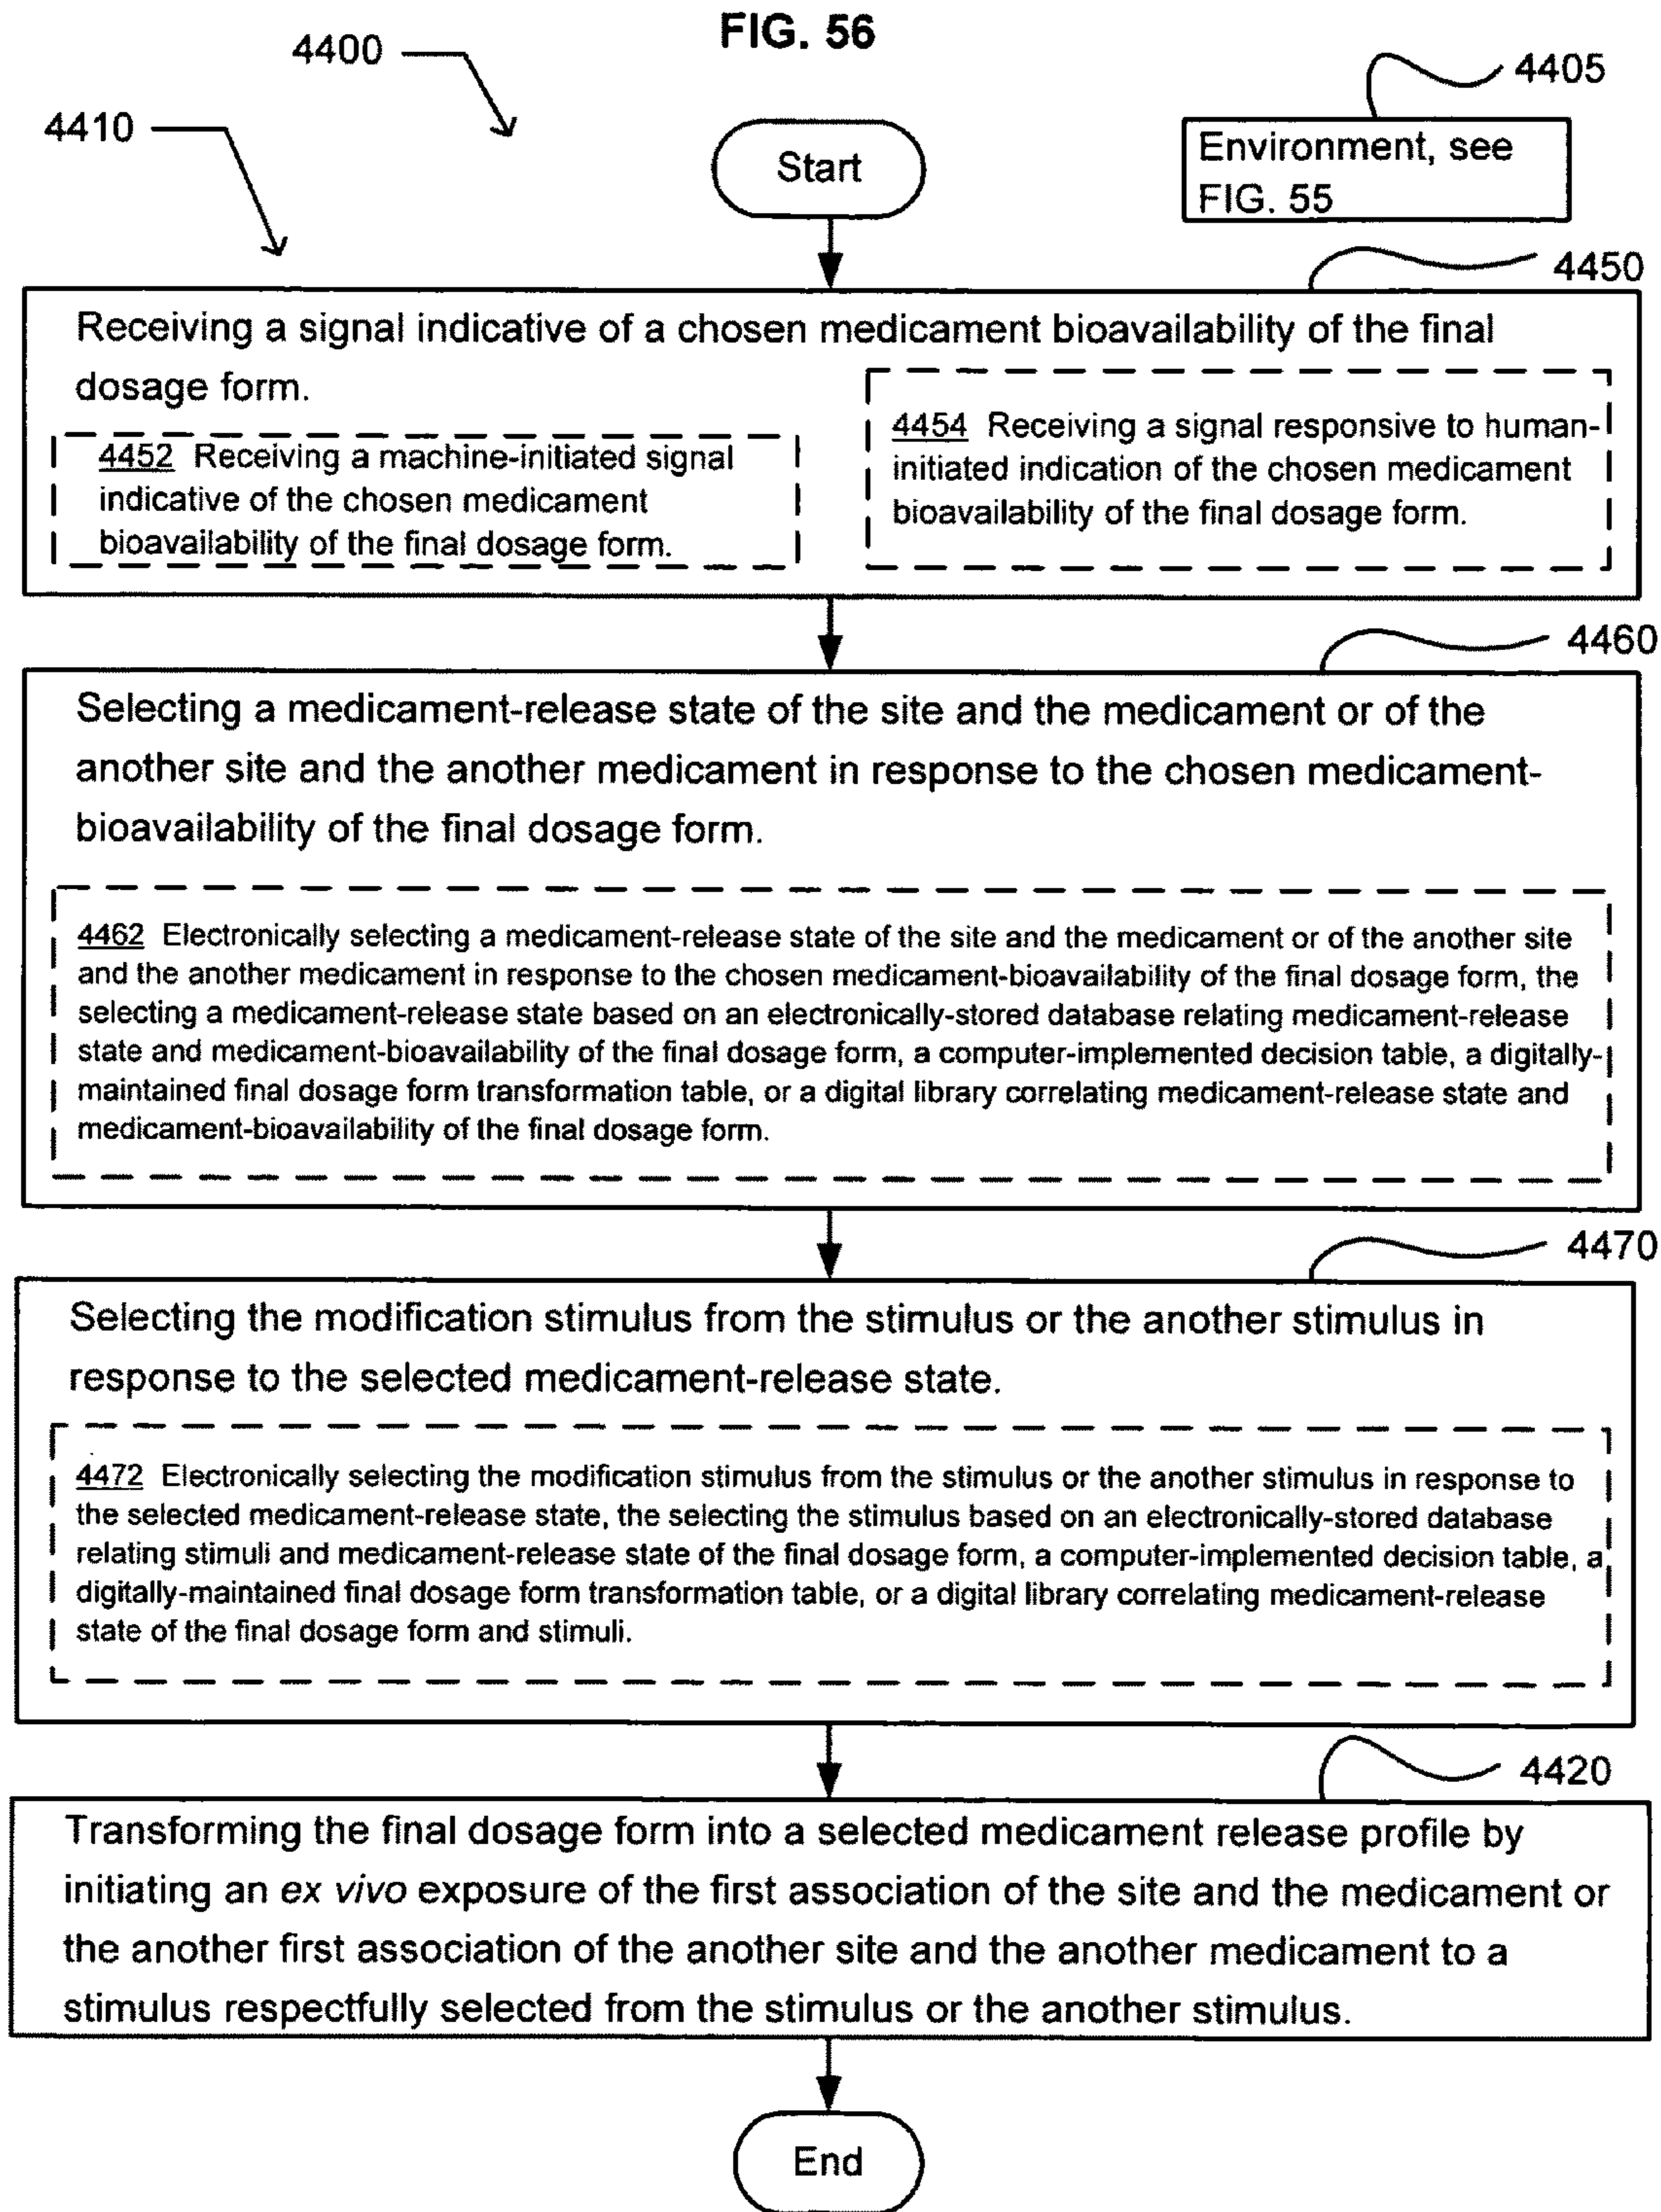 FIG. 56
4400
4405
4410
Start
Environment, see
FIG. 55
4450
Receiving a signal indicative of a chosen medicament bioavailability of the final
dosage form.
4452 Receiving a machine-initiated signal
indicative of the chosen medicament
bioavailability of the final dosage form.
4454 Receiving a signal responsive to human-
initiated indication of the chosen medicament
bioavailability of the final dosage form.
4460
Selecting a medicament-release state of the site and the medicament or of the
another site and the another medicament in response to the chosen medicament-
bioavailability of the final dosage form.
4462 Electronically selecting a medicament-release state of the site and the medicament or of the another site
and the another medicament in response to the chosen medicament-bioavailability of the final dosage form, the
selecting a medicament-release state based on an electronically-stored database relating medicament-release
state and medicament-bioavailability of the final dosage form, a computer-implemented decision table, a digitally-
maintained final dosage form transformation table, or a digital library correlating medicament-release state and
medicament-bioavailability of the final dosage form.
4470
Selecting the modification stimulus from the stimulus or the another stimulus in
response to the selected medicament-release state.
4472 Electronically selecting the modification stimulus from the stimulus or the another stimulus in response to
the selected medicament-release state, the selecting the stimulus based on an electronically-stored database
relating stimuli and medicament-release state of the final dosage form, a computer-implemented decision table, a
digitally-maintained final dosage form transformation table, or a digital library correlating medicament-release
state of the final dosage form and stimuli.
4420
Transforming the final dosage form into a selected medicament release profile by
initiating an ex vivo exposure of the first association of the site and the medicament or
the another first association of the another site and the another medicament to a
stimulus respectfully selected from the stimulus or the another stimulus.
End